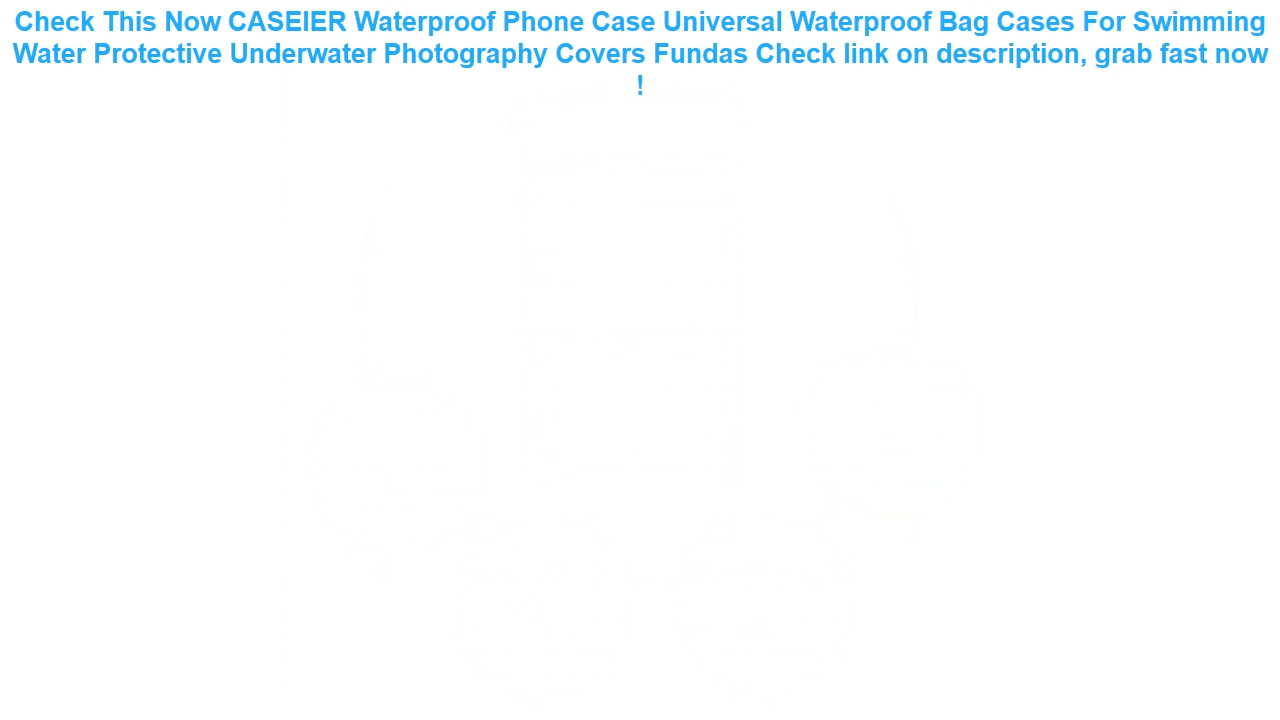 Check This Now CASEIER Waterproof Phone Case Universal Waterproof Bag Cases For Swimming
Water Protective Underwater Photography Covers Fundas Check link on description, grab fast now
!